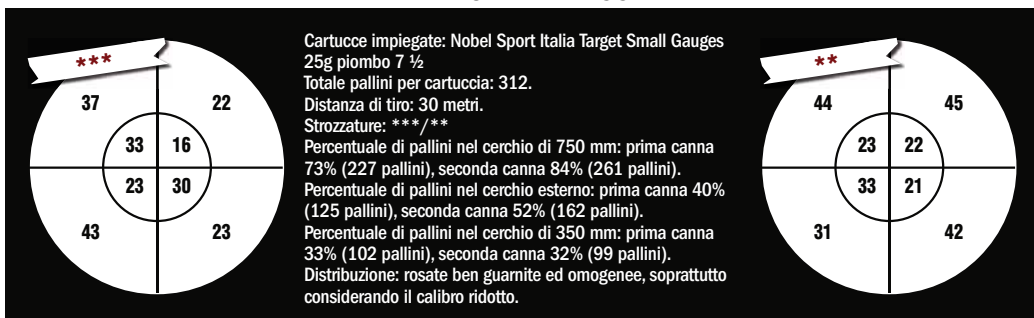 ***
37 22
33 16
23 30
43 23
Cartucce impiegate: Nobel Sport Italia Target Small Gauges
25g piombo 7 ½
Totale pallini per cartuccia: 312.
Distanza di tiro: 30 metri.
Strozzature: ***/**
Percentuale di pallini nel cerchio di 750 mm: prima canna
73% (227 pallini), seconda canna 84% (261 pallini).
Percentuale di pallini nel cerchio esterno: prima canna 40%
(125 pallini), seconda canna 52% (162 pallini).
Percentuale di pallini nel cerchio di 350 mm: prima canna
33% (102 pallini), seconda canna 32% (99 pallini).
Distribuzione: rosate ben guarnite ed omogenee, soprattutto
considerando il calibro ridotto.
**
44 45
23 22
33 21
31 42